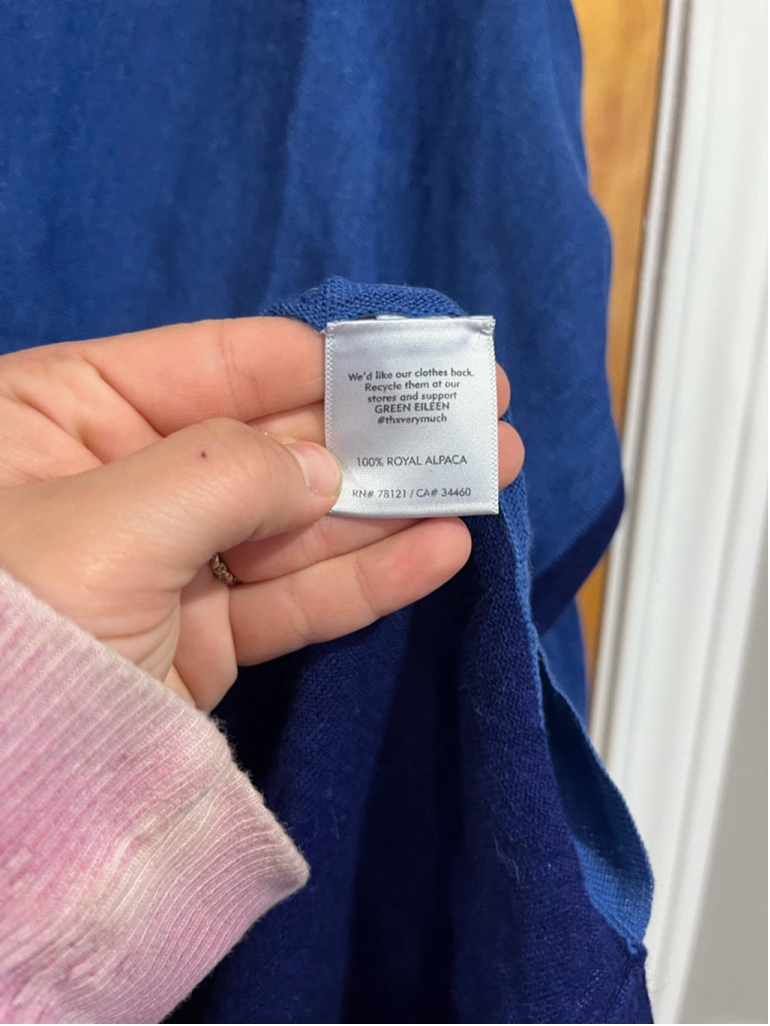 We'd like our clothes back.
Recycle them at our
stores and support
GREEN EILEEN
#thxverymuch
100% ROYAL ALPACA
RN# 78121 / CA# 34460